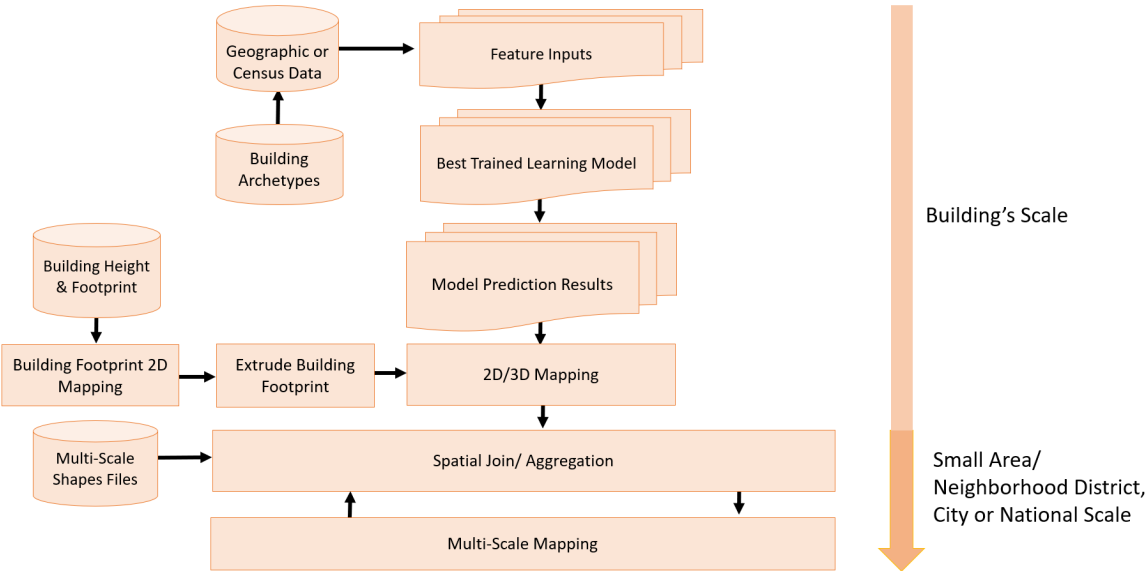 Geographic or
Census Data
Feature Inputs
Building
Archetypes
Best Trained Learning Model
Building's Scale
Building Height
& Footprint
Model Prediction Results
Building Footprint 2D
Mapping
Extrude Building
Footprint
2D/3D Mapping
Multi-Scale
Shapes Files
Spatial Join/ Aggregation
Small Area/
Neighborhood District,
City or National Scale
Multi-Scale Mapping